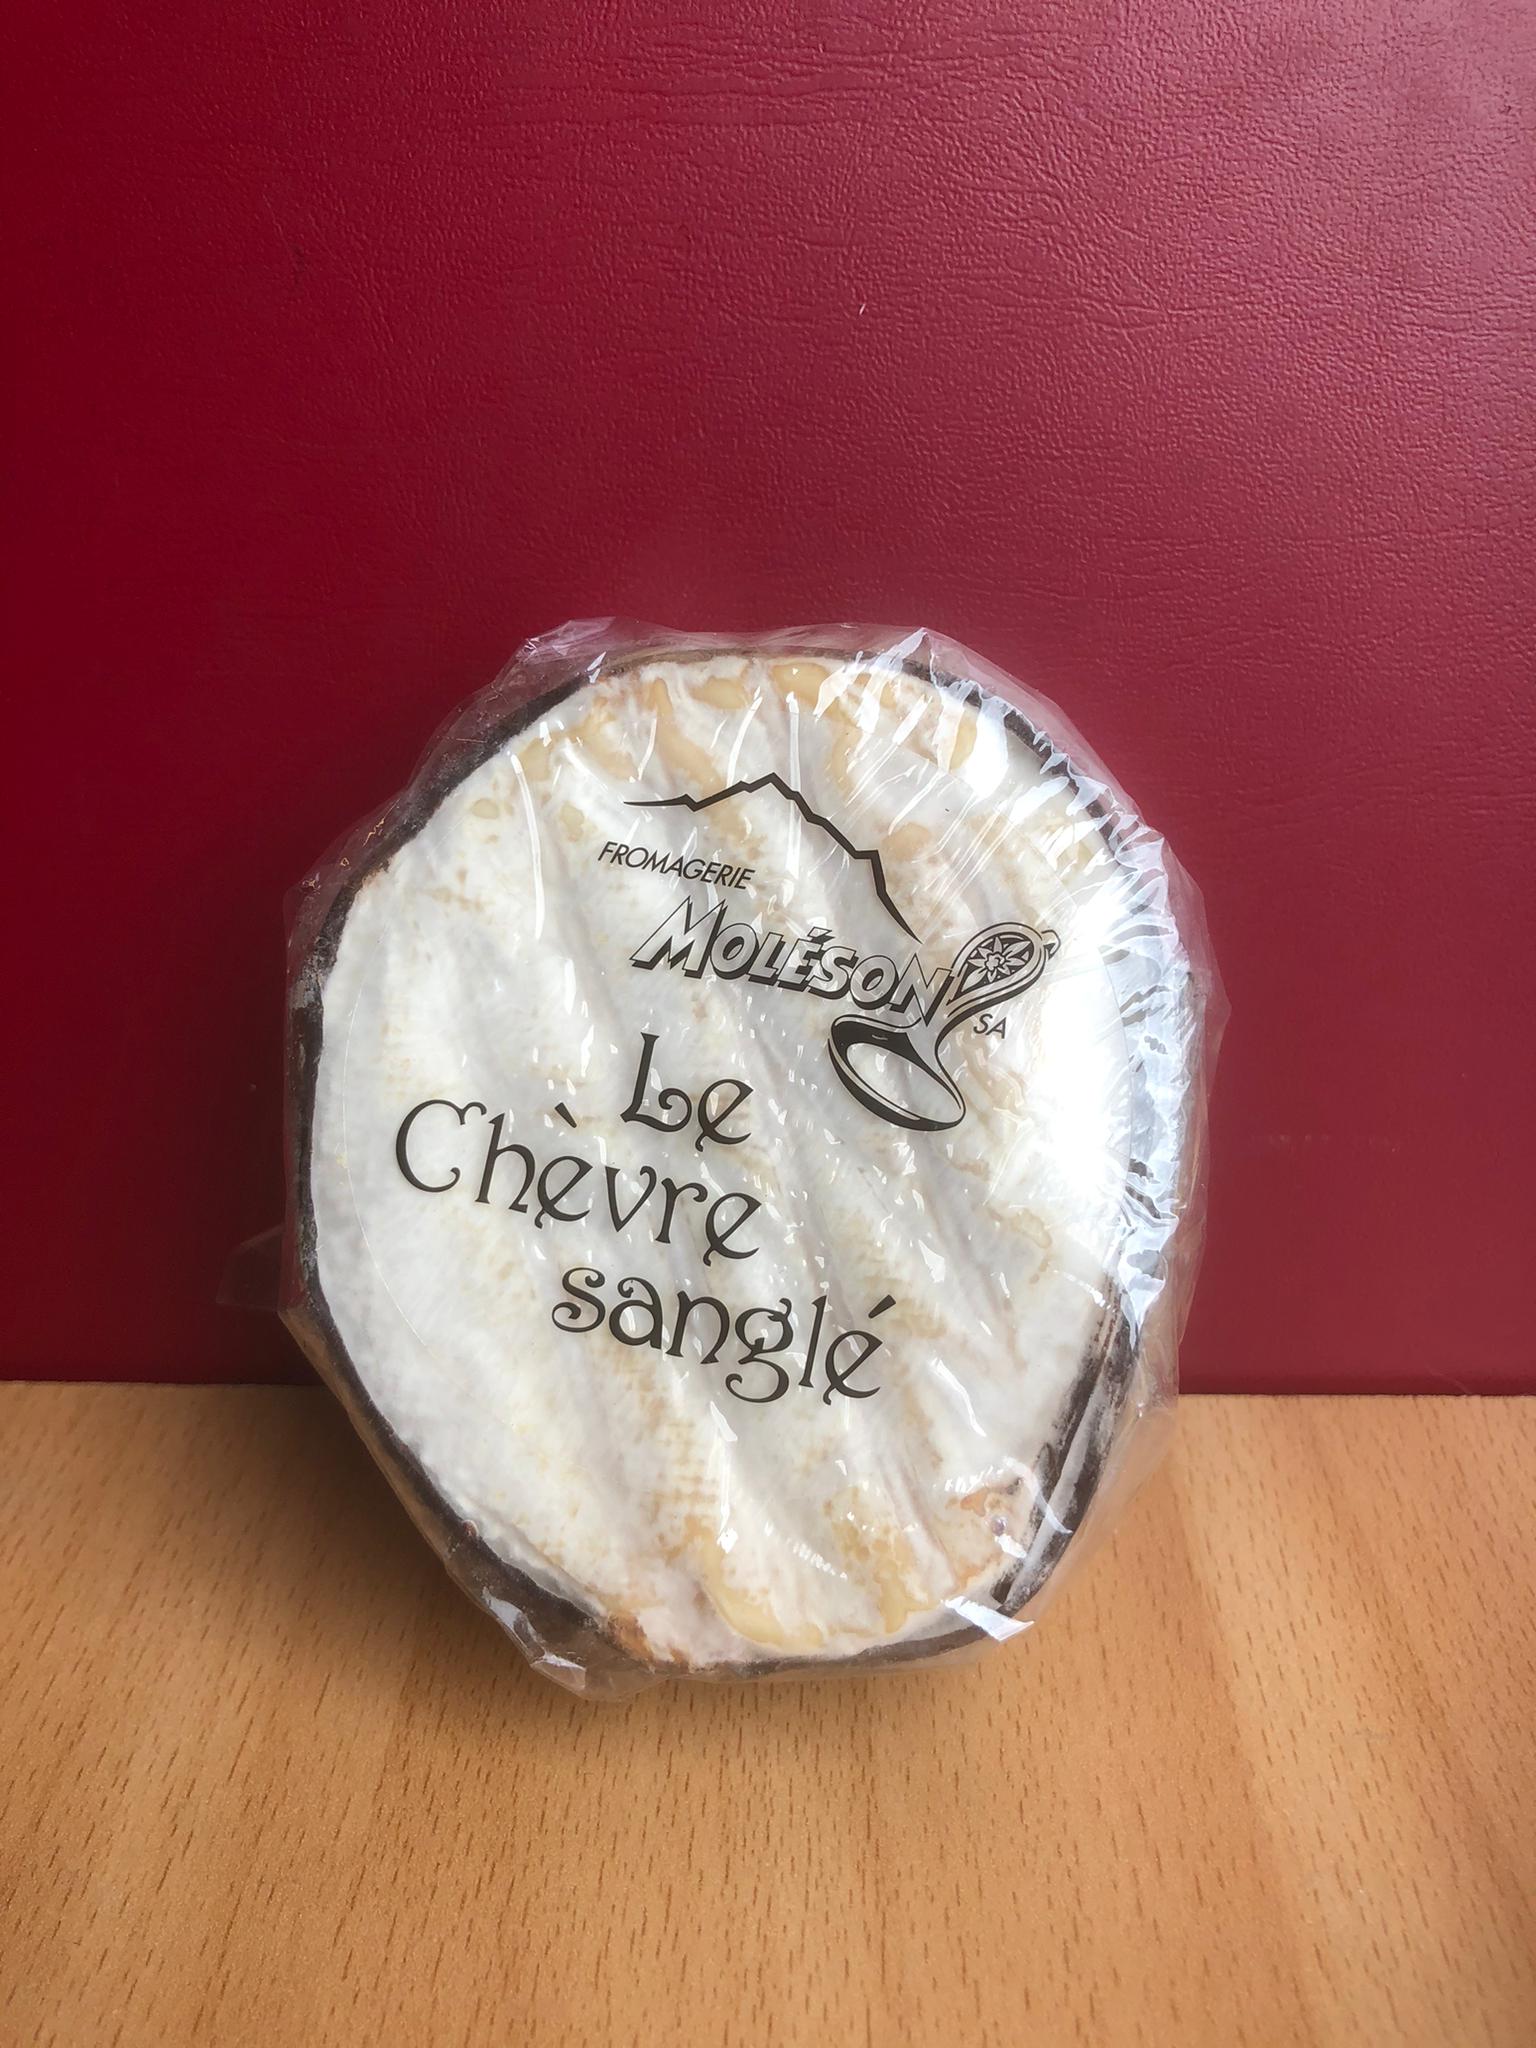 FROMAGERIE
MOLÉSON
SA
Le
Chèvre
sanglé